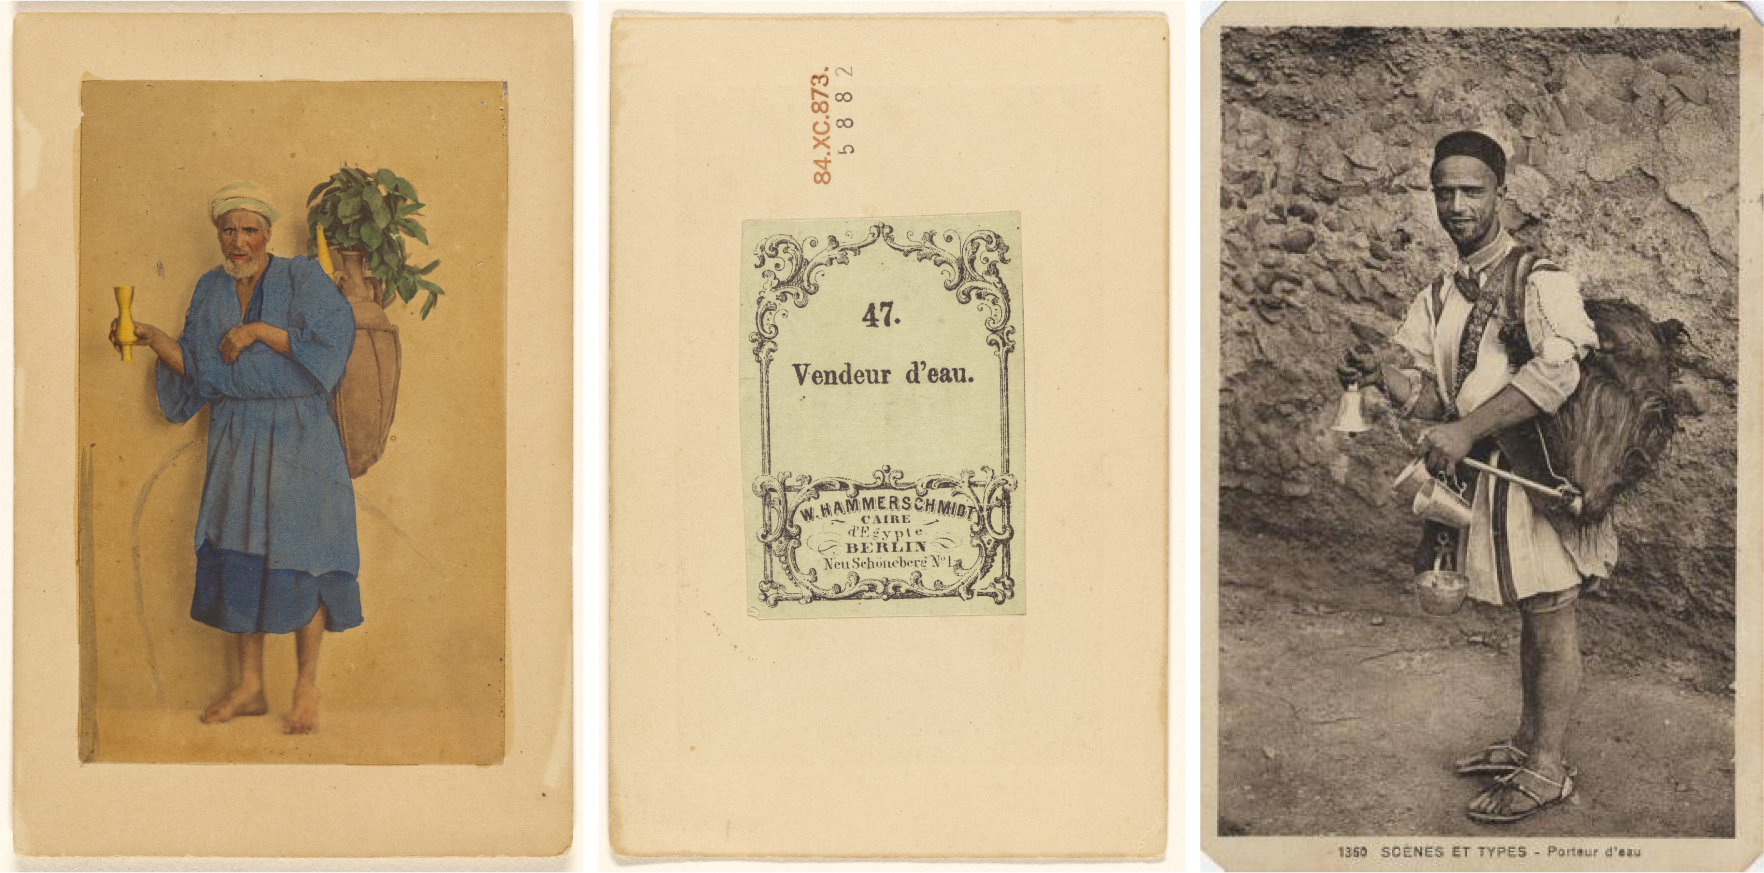 84.XC.873.
5882
47.
Vendeur d'eau.
W. HAMMERSCHMIDT
CAIRE
d'Egypte
BERLIN
Neu Schöneberg No 1.
1350 SCÈNES ET TYPES - Porteur d'eau